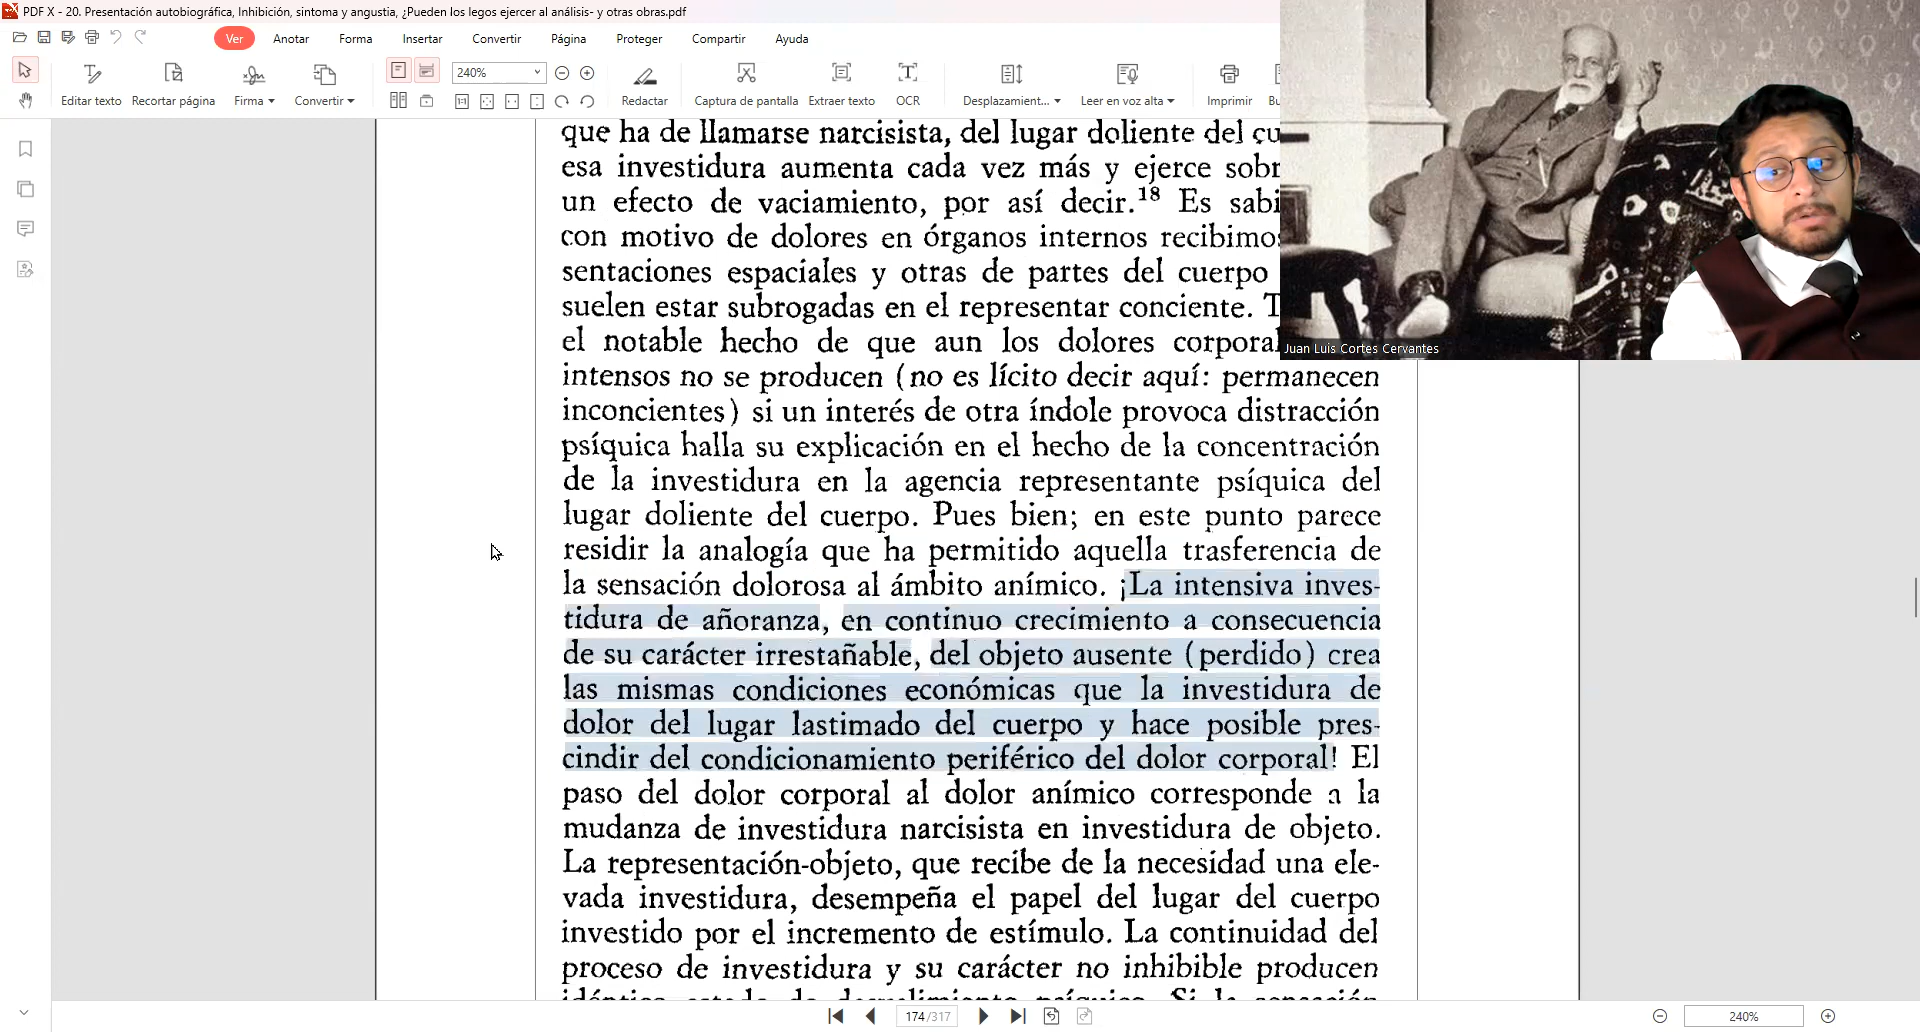 PDF X - 20. Presentación autobiográfica, Inhibición, sintoma y angustia, ¿Pueden los legos ejercer al análisis- y otras obras.pdf
Ver Anotar Forma Insertar Convertir Página Proteger Compartir Ayuda
240%
Editar texto Recortar página Firma Convertir Redactar Captura de pantalla Extraer texto OCR Desplazamient... Leer en voz alta Imprimir Bu
que ha de llamarse narcisista, del lugar doliente del cu
esa investidura aumenta cada vez más y ejerce sobr
un efecto de vaciamiento, por así decir.18 Es sabi
con motivo de dolores en órganos internos recibimos
sentaciones espaciales y otras de partes del cuerpo
suelen estar subrogadas en el representar conciente. T
el notable hecho de que aun los dolores corporal
Juan Luis Cortes Cervantes
intensos no se producen (no es lícito decir aquí: permanecen
inconcientes) si un interés de otra índole provoca distracción
psíquica halla su explicación en el hecho de la concentración
de la investidura en la agencia representante psíquica del
lugar doliente del cuerpo. Pues bien; en este punto parece
residir la analogía que ha permitido aquella trasferencia de
la sensación dolorosa al ámbito anímico. ¡La intensiva inves-
tidura de añoranza, en continuo crecimiento a consecuencia
de su carácter irrestañable, del objeto ausente (perdido) crea
las mismas condiciones económicas que la investidura de
dolor del lugar lastimado del cuerpo y hace posible pres-
cindir del condicionamiento periférico del dolor corporal! El
paso del dolor corporal al dolor anímico corresponde a la
mudanza de investidura narcisista en investidura de objeto.
La representación-objeto, que recibe de la necesidad una ele-
vada investidura, desempeña el papel del lugar del cuerpo
investido por el incremento de estímulo. La continuidad del
proceso de investidura y su carácter no inhibible producen
174/317
240%